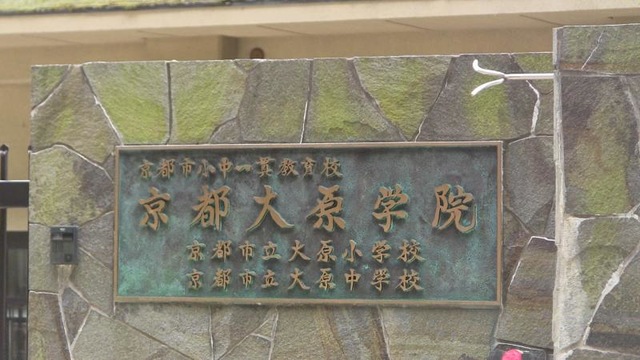 京都市小中一貫教育校
京都大原学院
京都市立大原小学校
京都市立大原中学校